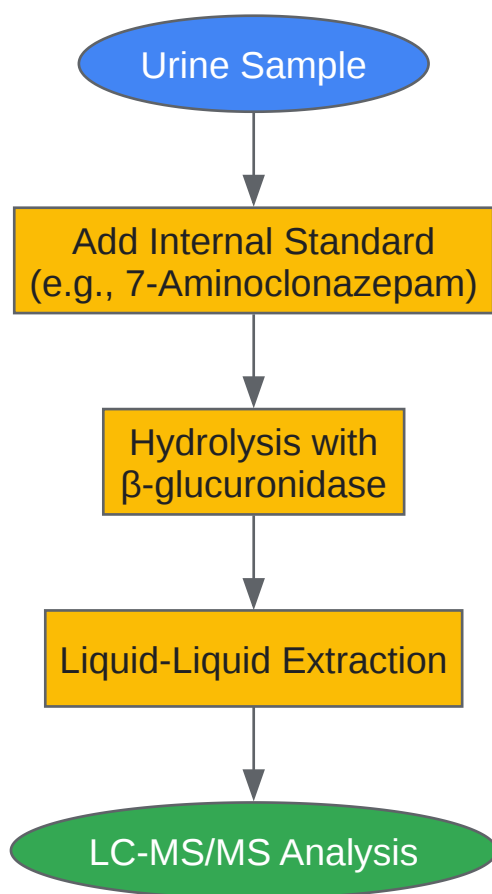 Urine Sample
Add Internal Standard
(e.g., 7-Aminoclonazepam)
Hydrolysis with
β-glucuronidase
Liquid-Liquid Extraction
LC-MS/MS Analysis